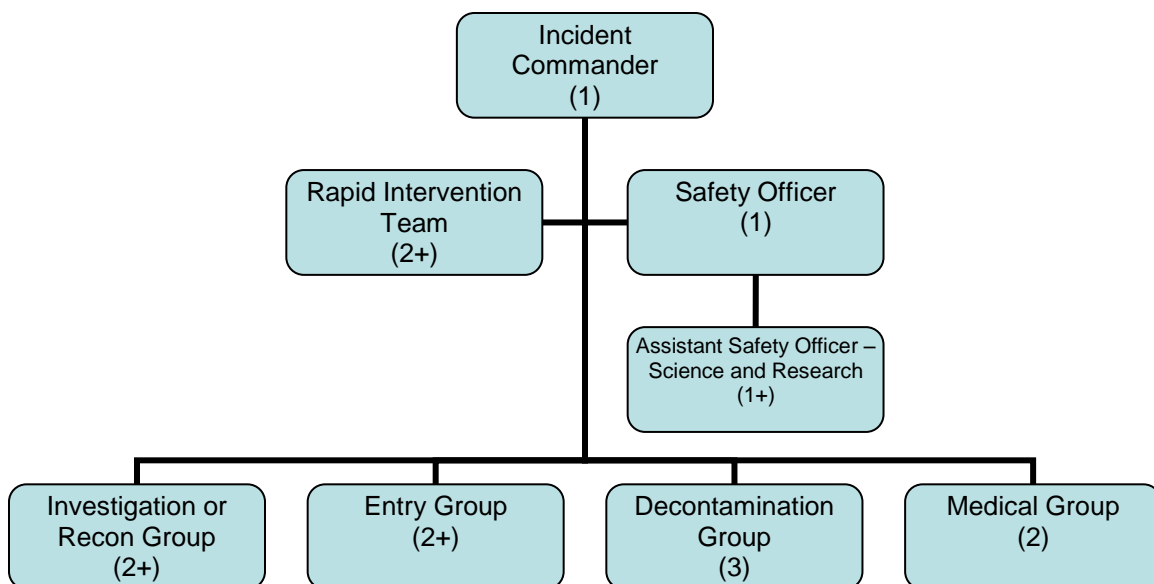 Incident
Commander
(1)
Rapid Intervention
Team
(2+)
Safety Officer
(1)
Assistant Safety Officer –
Science and Research
(1+)
Investigation or
Recon Group
(2+)
Entry Group
(2+)
Decontamination
Group
(3)
Medical Group
(2)